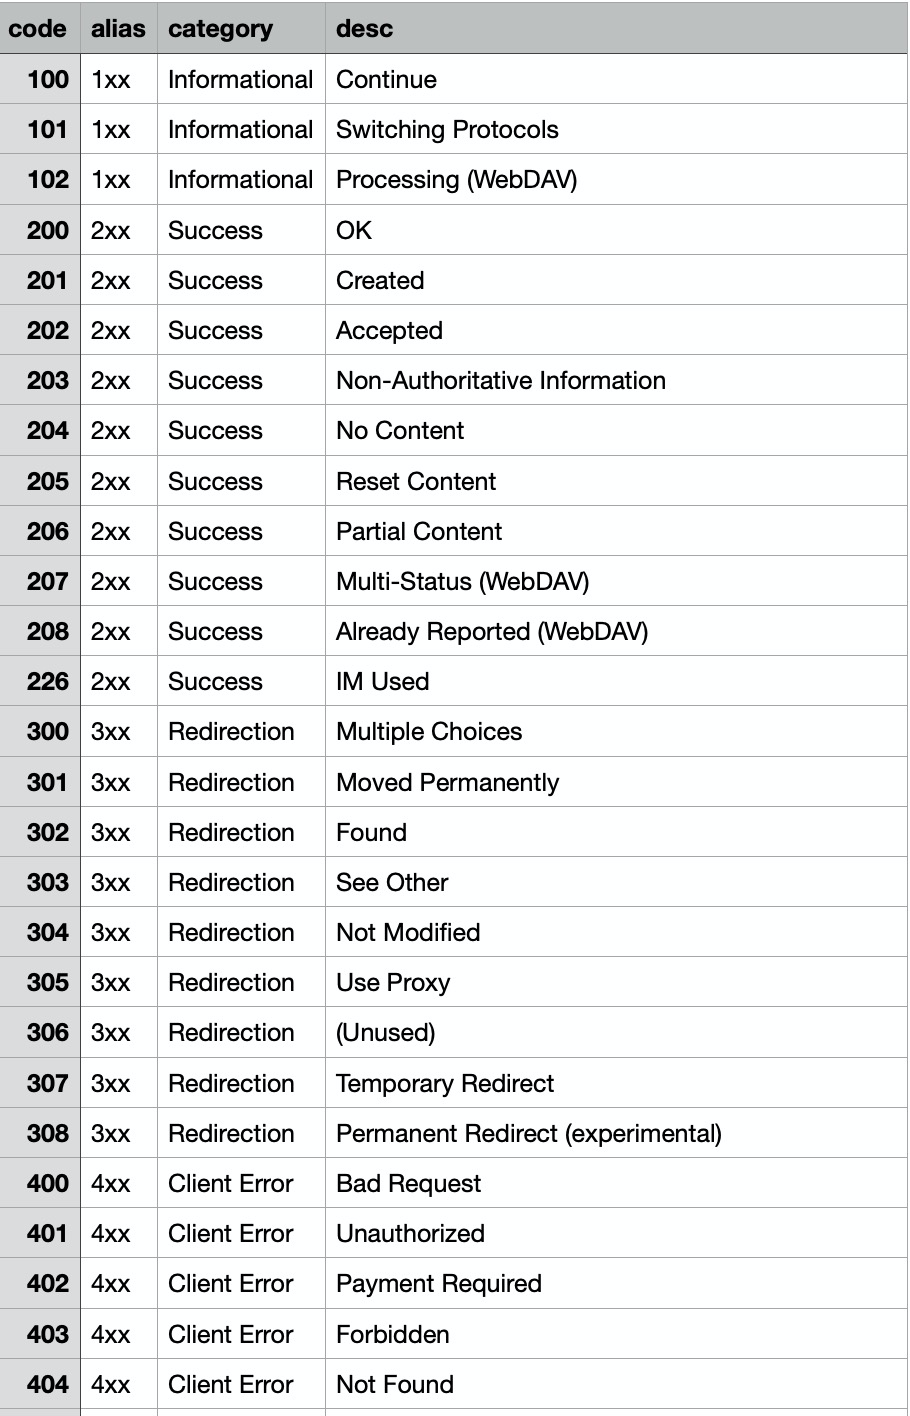 code alias category desc
100 1xx Informational Continue
101 1xx Informational Switching Protocols
102 1xx Informational Processing (WebDAV)
200 2xx Success OK
201 2xx Success Created
202 2xx Success Accepted
203 2xx Success Non-Authoritative Information
204 2xx Success No Content
205 2xx Success Reset Content
206 2xx Success Partial Content
207 2xx Success Multi-Status (WebDAV)
208 2xx Success Already Reported (WebDAV)
226 2xx Success IM Used
300 3xx Redirection Multiple Choices
301 3xx Redirection Moved Permanently
302 3xx Redirection Found
303 3xx Redirection See Other
304 3xx Redirection Not Modified
305 3xx Redirection Use Proxy
306 3xx Redirection (Unused)
307 3xx Redirection Temporary Redirect
308 3xx Redirection Permanent Redirect (experimental)
400 4xx Client Error Bad Request
401 4xx Client Error Unauthorized
402 4xx Client Error Payment Required
403 4xx Client Error Forbidden
404 4xx Client Error Not Found